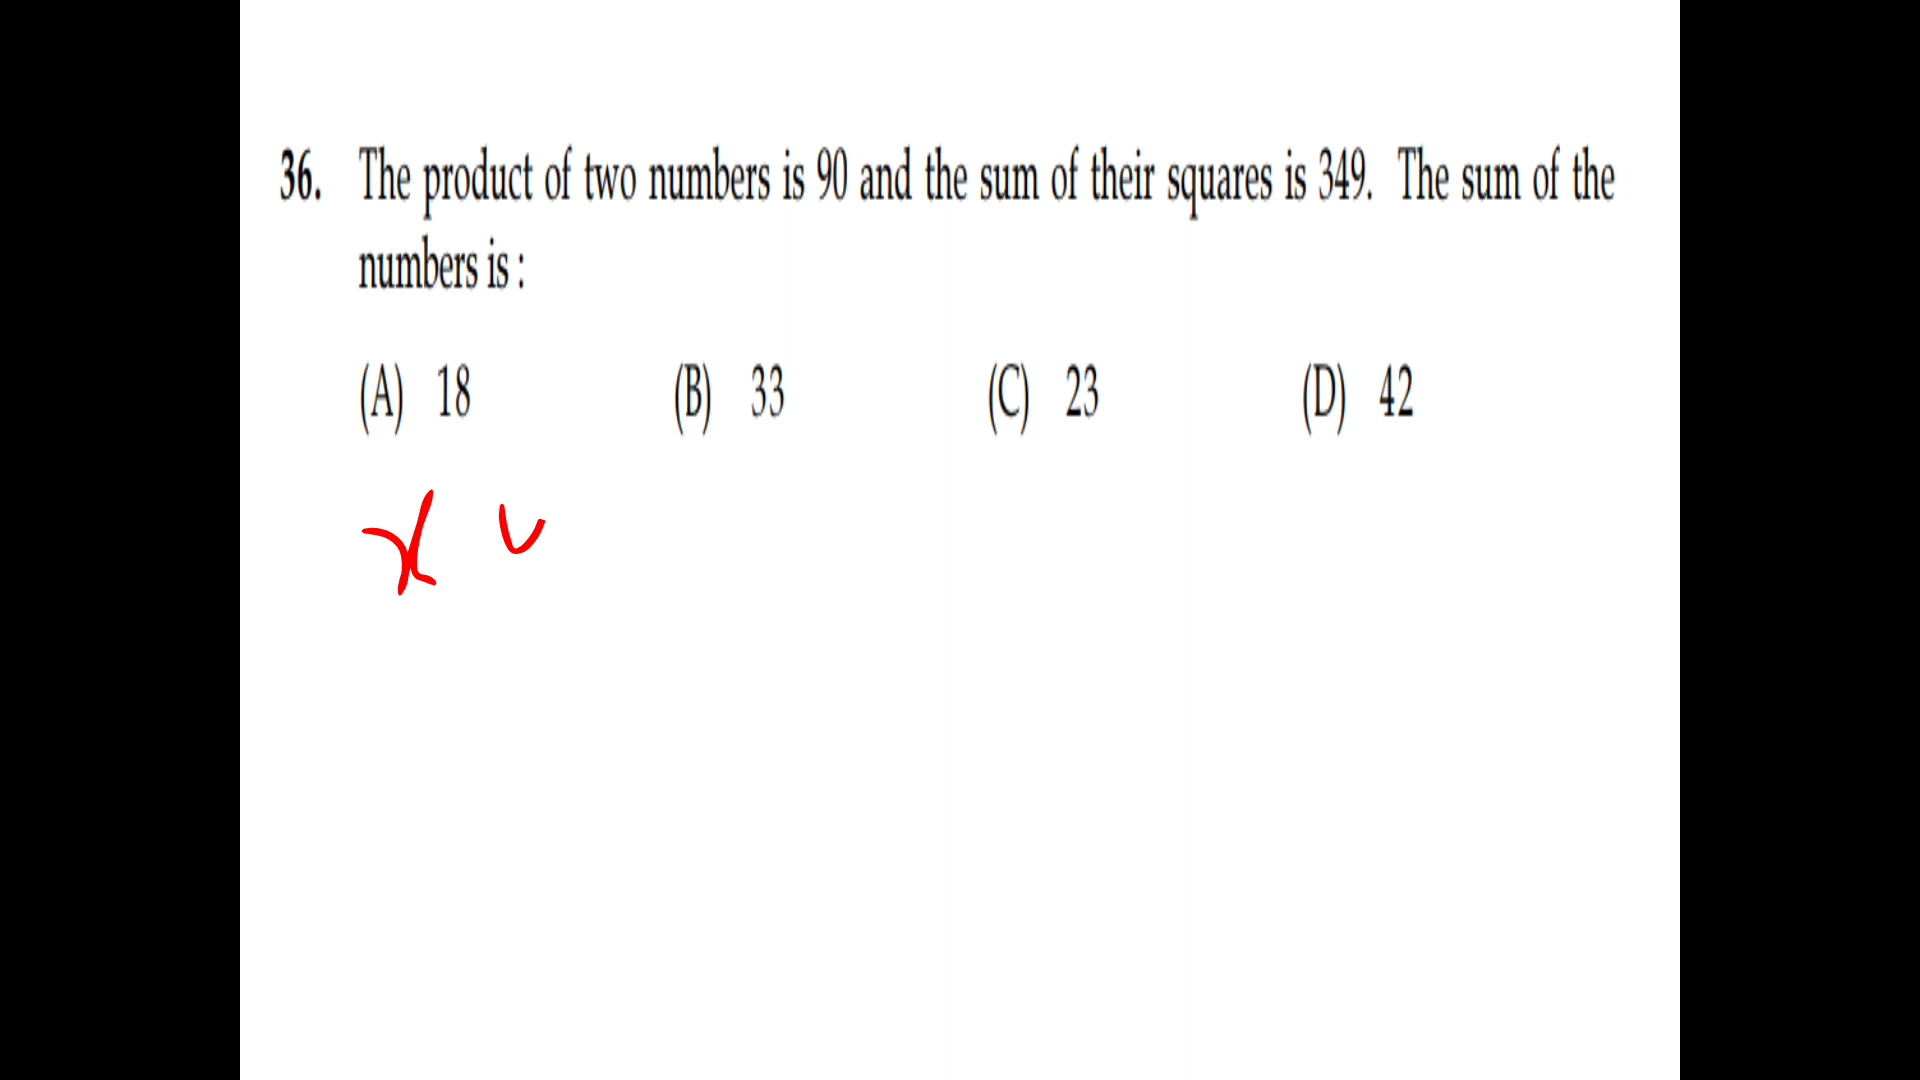 36. The product of two numbers is 90 and the sum of their squares is 349. The sum of the
numbers is :
(A) 18 (B) 33 (C) 23 (D) 42
x